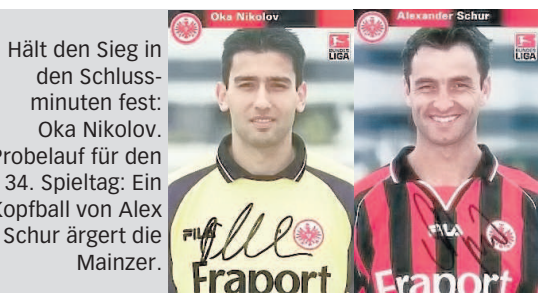 Hält den Sieg in
den Schluss-
minuten fest:
Oka Nikolov.
Probelauf für den
34. Spieltag: Ein
Kopfball von Alex
Schur ärgert die
Mainzer.
Oka Nikolov
BUNDES
LIGA
FILA
Fraport
Alexander Schur
BUNDES
LIGA
FILA
Fraport